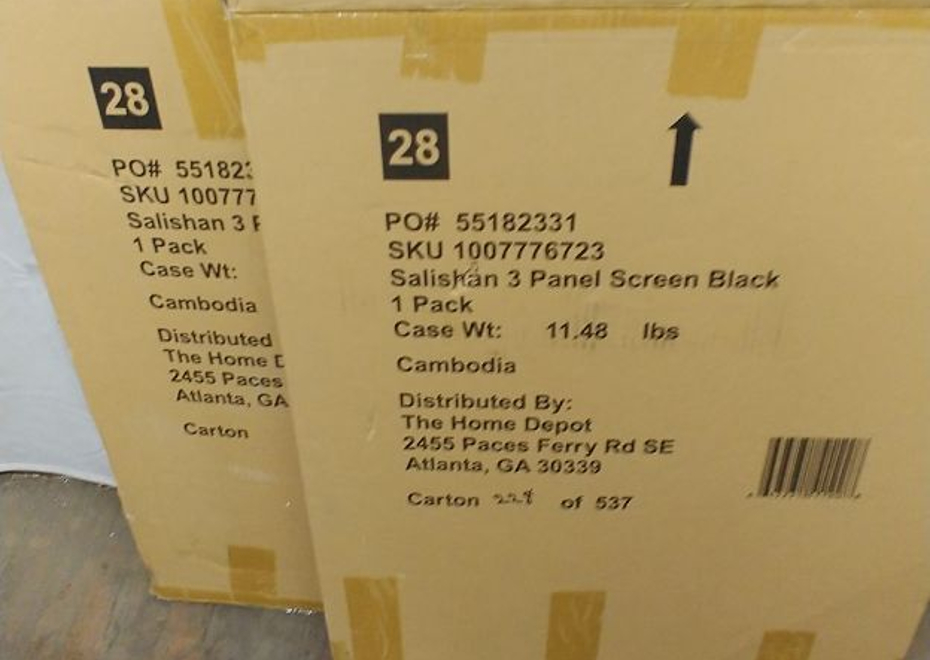 28
PO# 55182
SKU 100777
Salishan 3
1 Pack
Case Wt:
Cambodia
Distributed
The Home
2455 Paces
Atlanta, GA
Carton
28
PO# 55182331
SKU 1007776723
Salishan 3 Panel Screen Black
1 Pack
Case Wt: 11.48 lbs
Cambodia
Distributed By:
The Home Depot
2455 Paces Ferry Rd SE
Atlanta, GA 30339
Carton 228 of 537